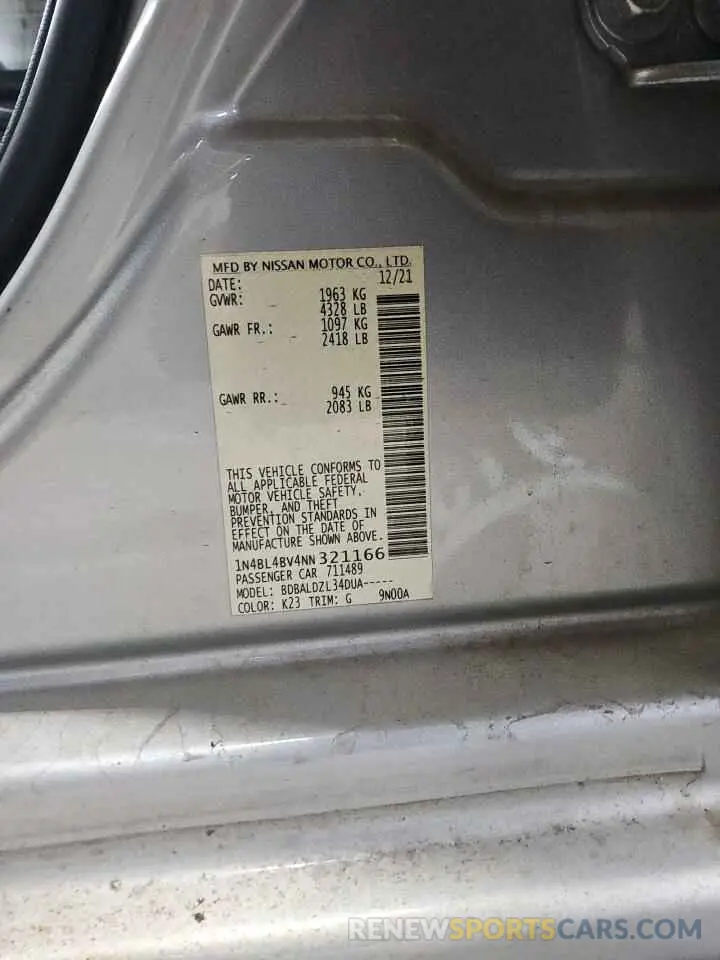 MFD BY NISSAN MOTOR CO., LTD.
DATE: 12/21
GVWR: 1963 KG
4328 LB
GAWR FR.: 1097 KG
2418 LB
GAWR RR.: 945 KG
2083 LB
THIS VEHICLE CONFORMS TO
ALL APPLICABLE FEDERAL
MOTOR VEHICLE SAFETY,
BUMPER, AND THEFT
PREVENTION STANDARDS IN
EFFECT ON THE DATE OF
MANUFACTURE SHOWN ABOVE.
1N4BL4BV4NN321166
PASSENGER CAR 711489
MODEL: BDBALDZL34DUA-----
COLOR: K23 TRIM: G 9N00A
RENEWSPORTSCARS.COM